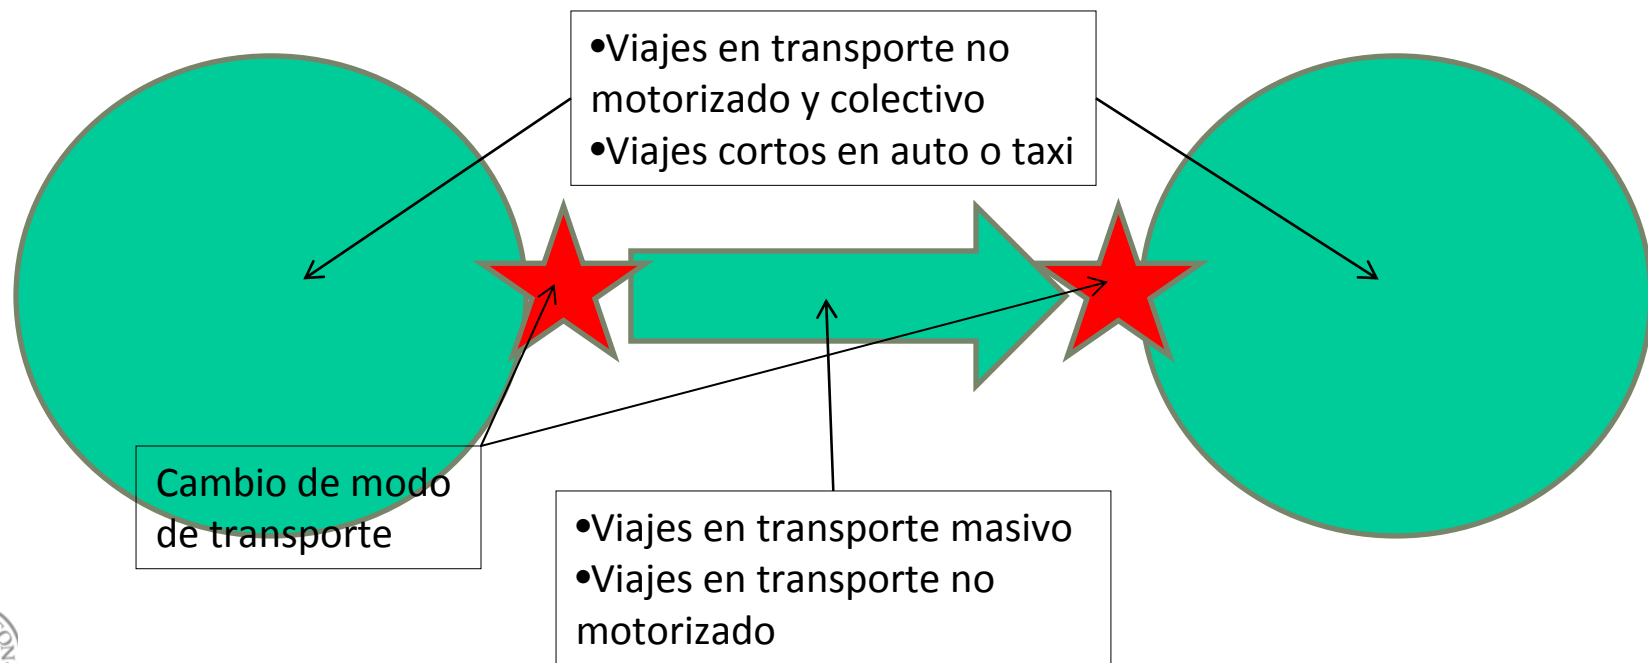 •Viajes en transporte no
motorizado y colectivo
•Viajes cortos en auto o taxi
Cambio de modo
de transporte
•Viajes en transporte masivo
•Viajes en transporte no
motorizado